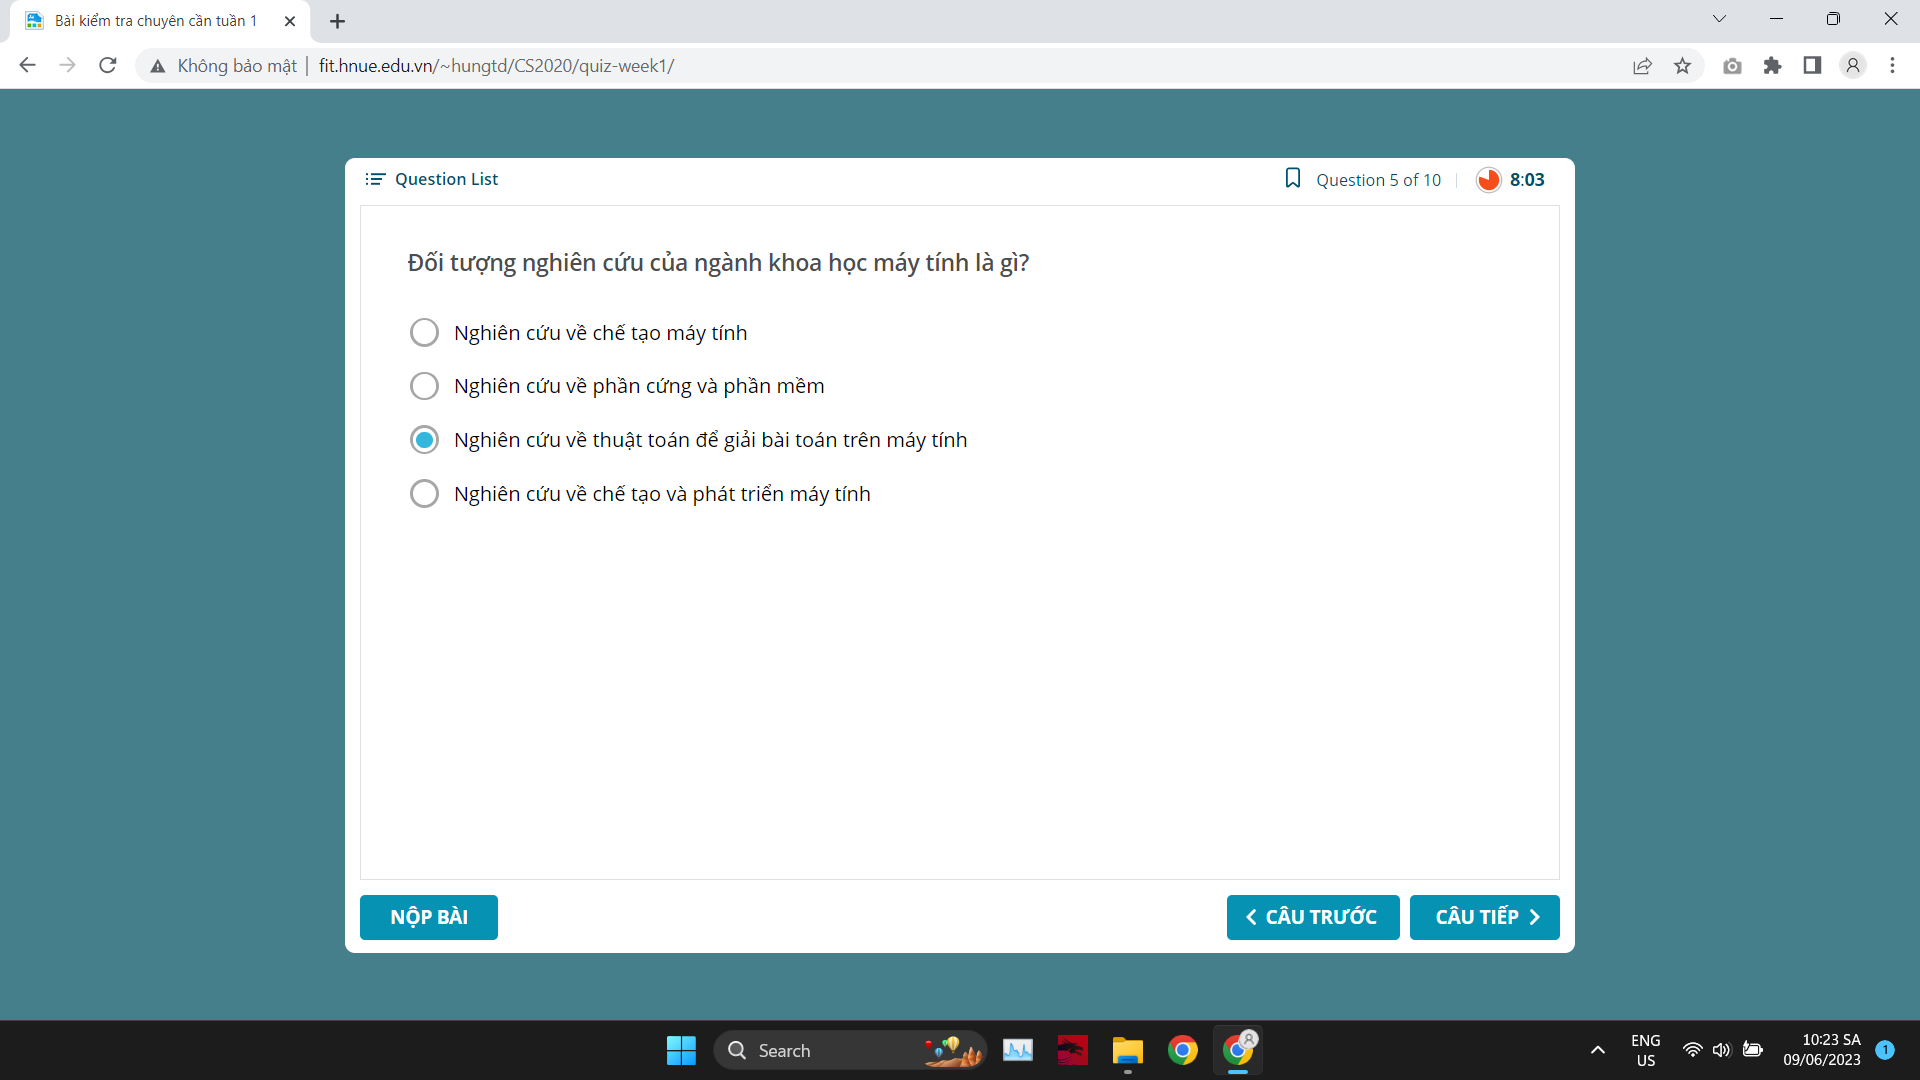 Bài kiểm tra chuyên cần tuần 1
Không bảo mật | fit.hnue.edu.vn/~hungtd/CS2020/quiz-week1/
Question List
Question 5 of 10
8:03
Đối tượng nghiên cứu của ngành khoa học máy tính là gì?
Nghiên cứu về chế tạo máy tính
Nghiên cứu về phần cứng và phần mềm
Nghiên cứu về thuật toán để giải bài toán trên máy tính
Nghiên cứu về chế tạo và phát triển máy tính
NỘP BÀI
CÂU TRƯỚC
CÂU TIẾP
Search
ENG
US
10:23 SA
09/06/2023
1